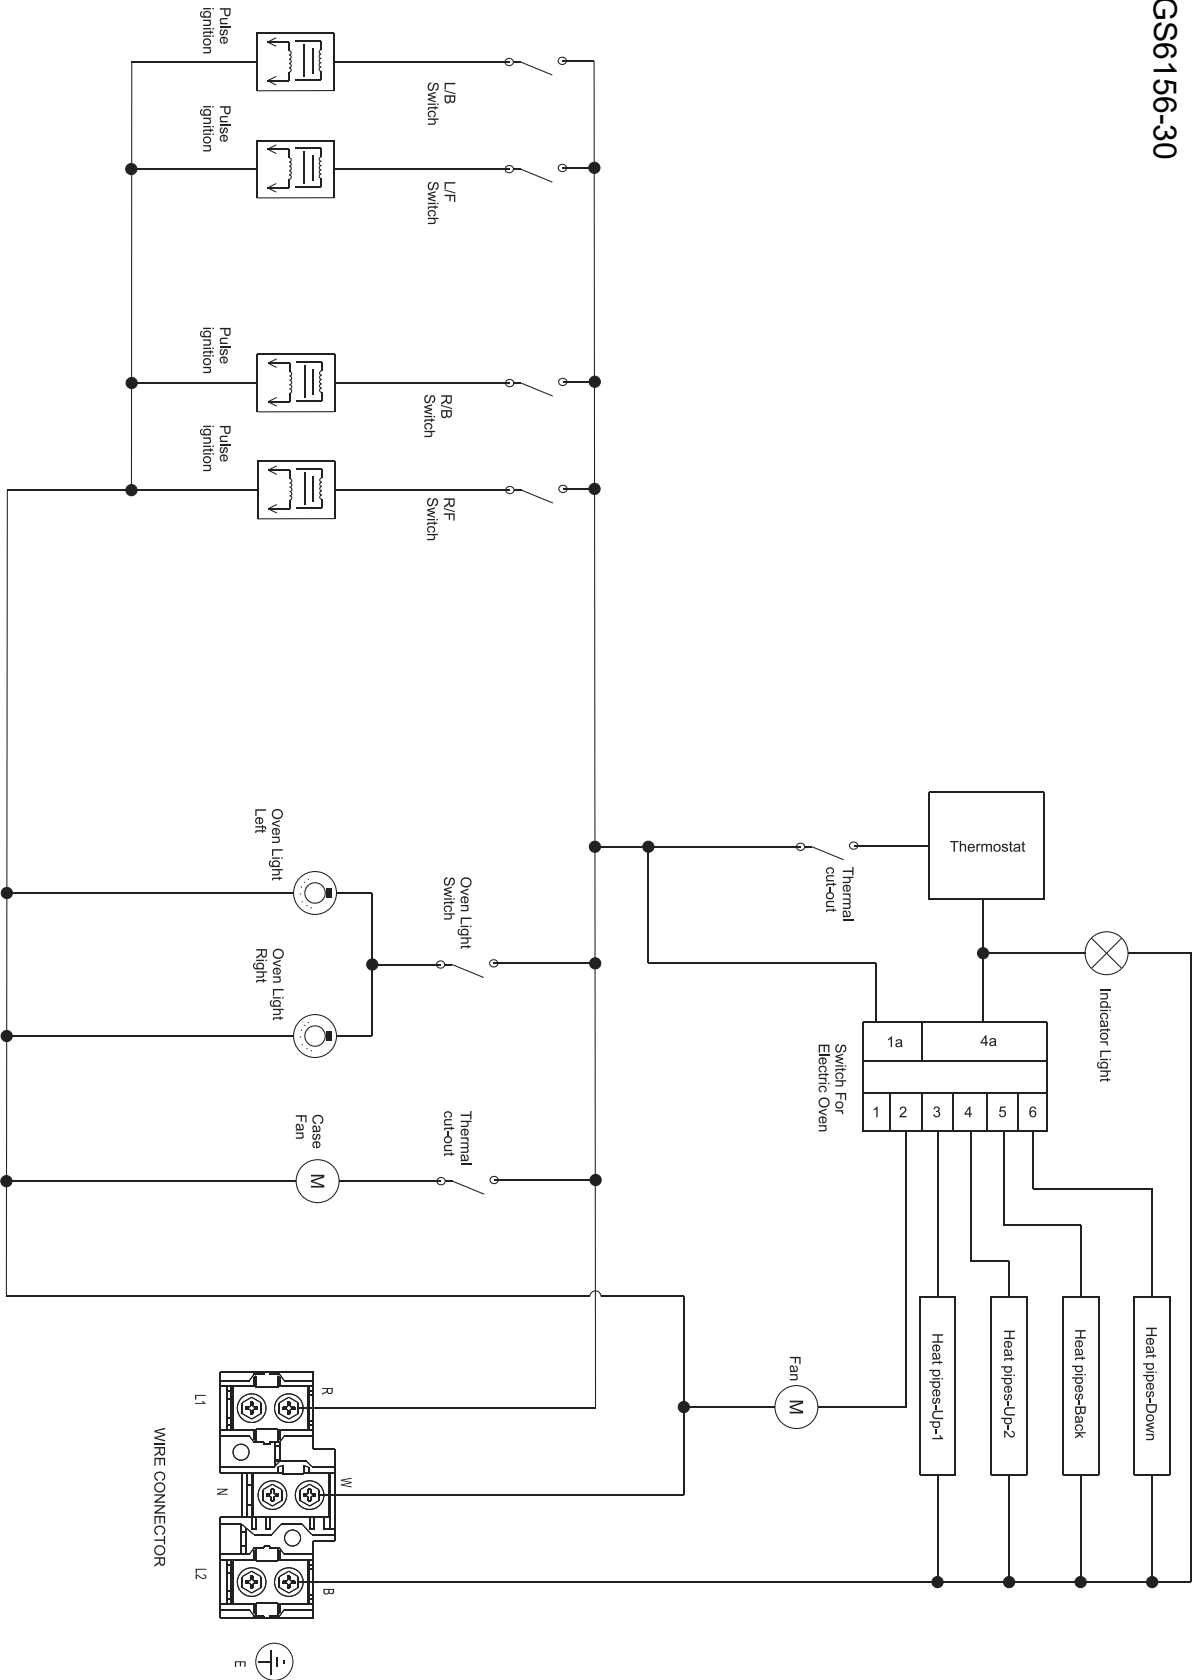 GS6156-30
Pulse
ignition
L/B
Switch
Pulse
ignition
L/F
Switch
Pulse
ignition
R/B
Switch
Pulse
ignition
R/F
Switch
Thermostat
Thermal
cut-out
Indicator Light
Oven Light
Left
Oven Light
Switch
Oven Light
Right
1a
4a
1
2
3
4
5
6
Switch For
Electric Oven
Thermal
cut-out
Case
Fan
M
Heat pipes-Up-1
Heat pipes-Up-2
Heat pipes-Back
Heat pipes-Down
Fan
M
R
L1
W
N
B
L2
WIRE CONNECTOR
E